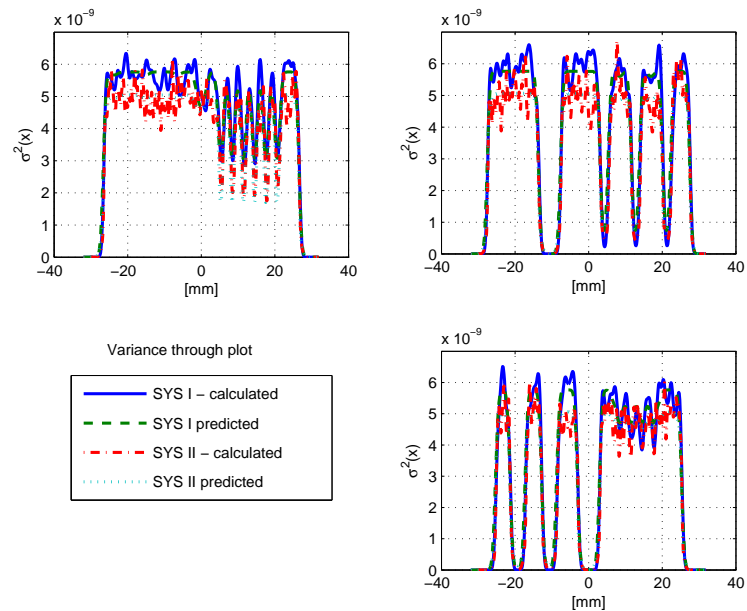 x 10⁻⁹
6
5
4
3
2
1
0
σ²(x)
−40 −20 0 20 40
[mm]
x 10⁻⁹
7
6
5
4
3
2
1
0
σ²(x)
−40 −20 0 20 40
[mm]
Variance through plot
SYS I − calculated
SYS I predicted
SYS II − calculated
SYS II predicted
x 10⁻⁹
6
5
4
3
2
1
0
σ²(x)
−40 −20 0 20 40
[mm]